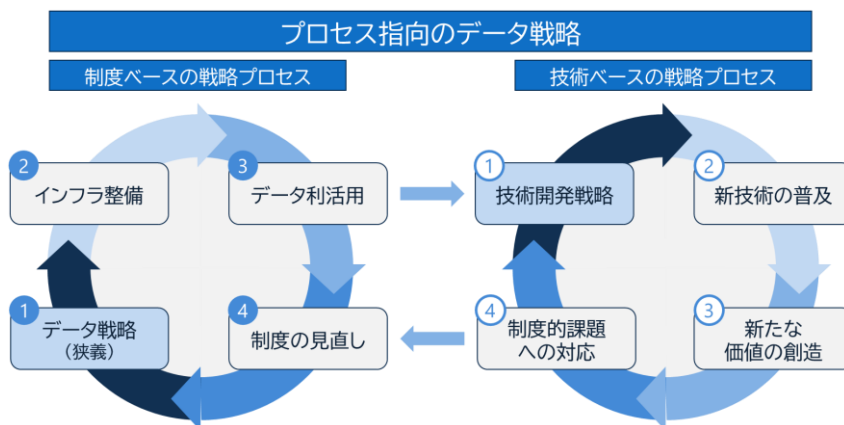 プロセス指向のデータ戦略
制度ベースの戦略プロセス
技術ベースの戦略プロセス
2
インフラ整備
3
データ利活用
1
データ戦略
(狭義)
4
制度の見直し
1
技術開発戦略
2
新技術の普及
4
制度的課題
への対応
3
新たな
価値の創造